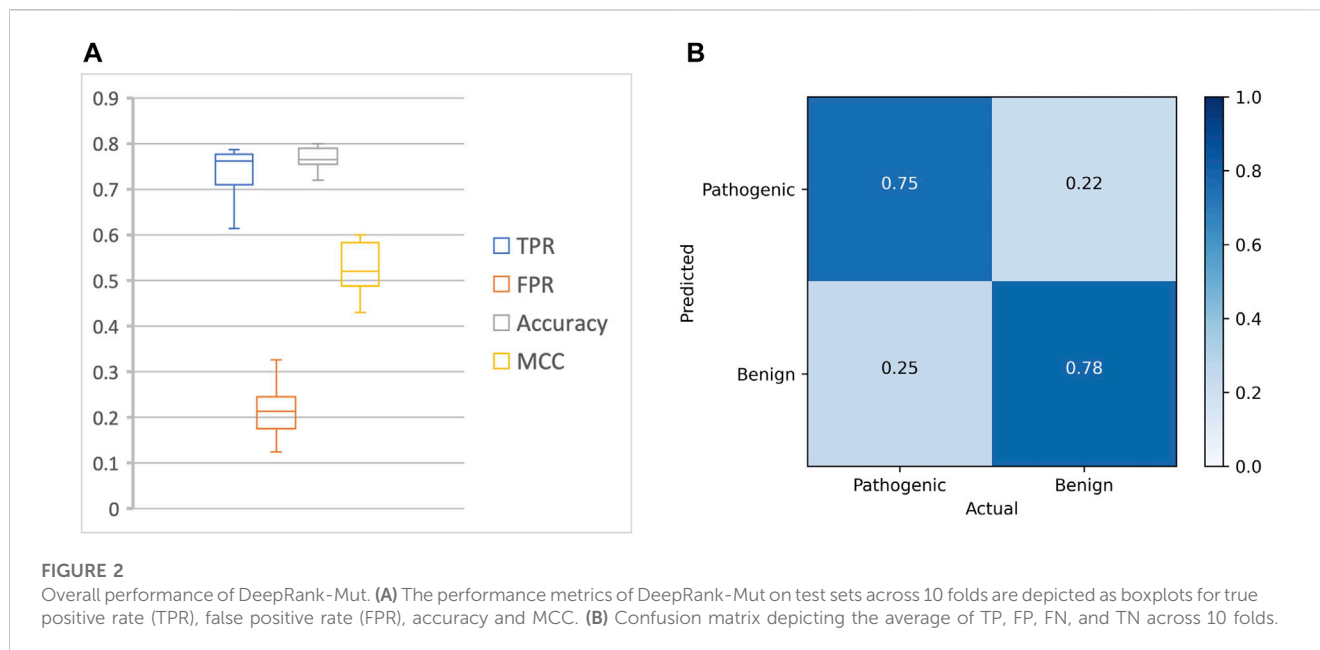 A
0.9
0.8
0.7
0.6
0.5
0.4
0.3
0.2
0.1
0
TPR
FPR
Accuracy
MCC
B
Predicted
Pathogenic
Benign
0.75
0.22
0.25
0.78
Pathogenic
Benign
Actual
1.0
0.8
0.6
0.4
0.2
0.0
FIGURE 2
Overall performance of DeepRank-Mut. (A) The performance metrics of DeepRank-Mut on test sets across 10 folds are depicted as boxplots for true
positive rate (TPR), false positive rate (FPR), accuracy and MCC. (B) Confusion matrix depicting the average of TP, FP, FN, and TN across 10 folds.